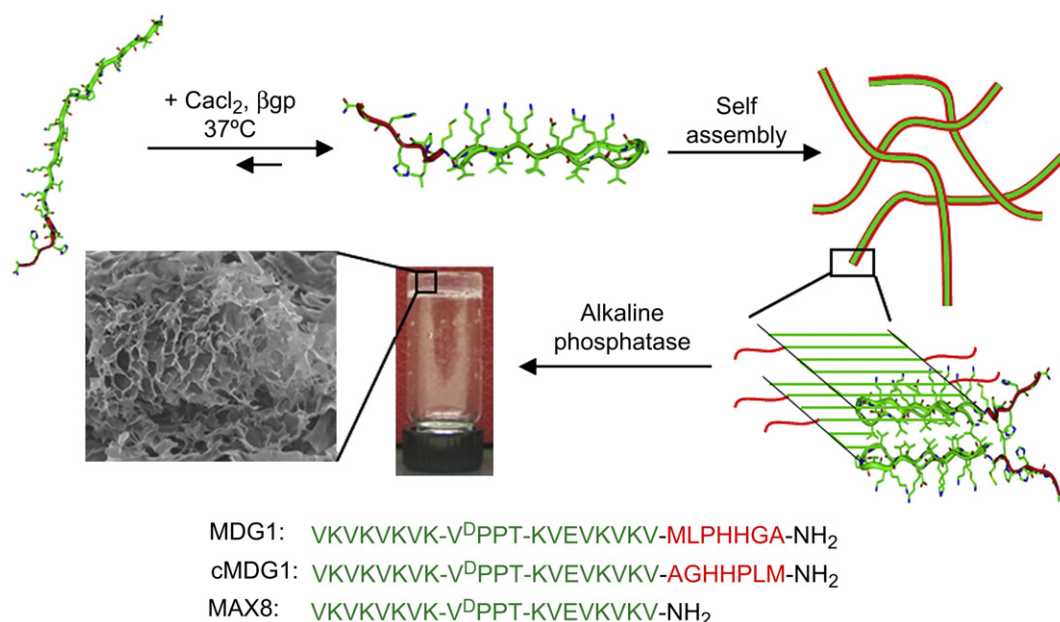 + Cacl₂, βgp
37ºC
Self
assembly
Alkaline
phosphatase
MDG1: VKVKVKVK-VᴰPPT-KVEVKVKV-MLPHHGA-NH₂
cMDG1: VKVKVKVK-VᴰPPT-KVEVKVKV-AGHHPLM-NH₂
MAX8: VKVKVKVK-VᴰPPT-KVEVKVKV-NH₂